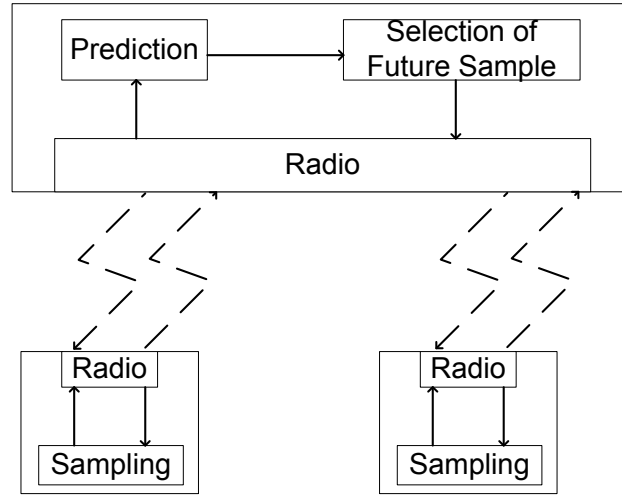 Prediction
Selection of
Future Sample
Radio
Radio
Radio
Sampling
Sampling